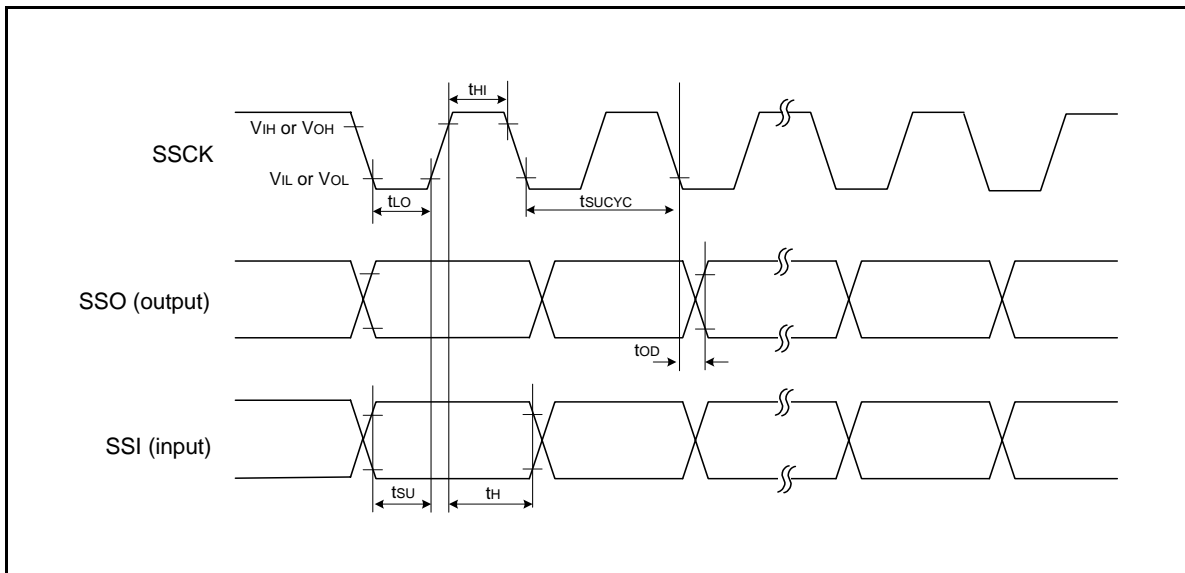 tHI
VIH or VOH
SSCK
VIL or VOL
tLO
tSUCYC
SSO (output)
tOD
SSI (input)
tSU
tH